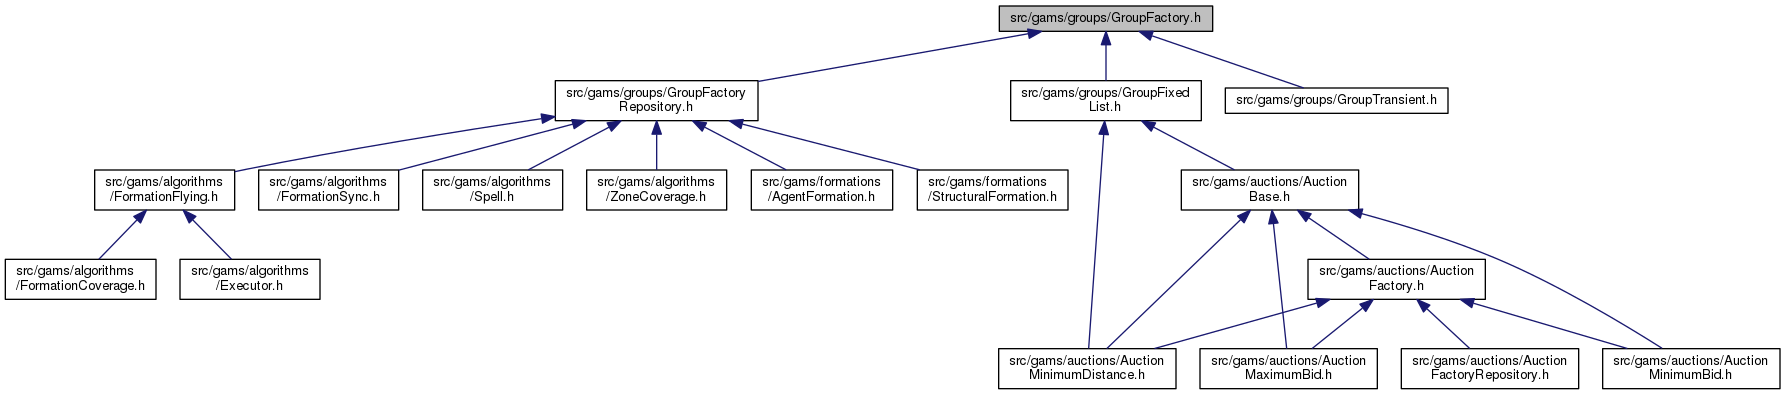 src/gams/groups/GroupFactory.h
src/gams/groups/GroupFactory
Repository.h
src/gams/groups/GroupFixed
List.h
src/gams/groups/GroupTransient.h
src/gams/algorithms
/FormationFlying.h
src/gams/algorithms
/FormationSync.h
src/gams/algorithms
/Spell.h
src/gams/algorithms
/ZoneCoverage.h
src/gams/formations
/AgentFormation.h
src/gams/formations
/StructuralFormation.h
src/gams/auctions/Auction
Base.h
src/gams/algorithms
/FormationCoverage.h
src/gams/algorithms
/Executor.h
src/gams/auctions/Auction
Factory.h
src/gams/auctions/Auction
MinimumDistance.h
src/gams/auctions/Auction
MaximumBid.h
src/gams/auctions/Auction
FactoryRepository.h
src/gams/auctions/Auction
MinimumBid.h